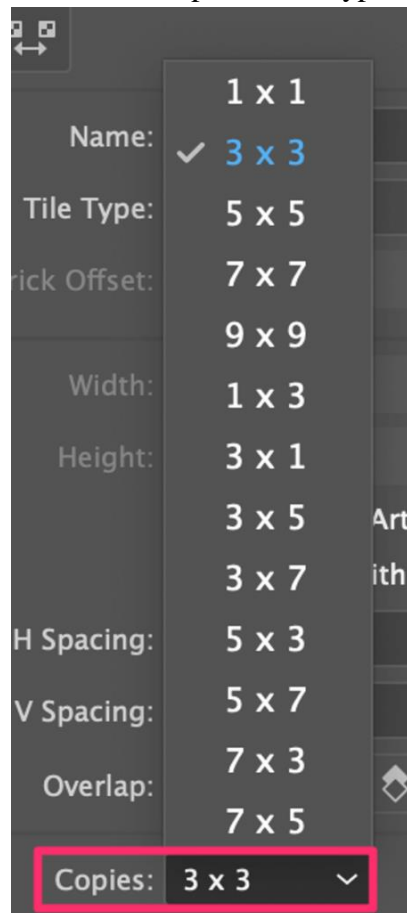 1 x 1
Name:
3 x 3
Tile Type:
5 x 5
rick Offset:
7 x 7
9 x 9
Width:
1 x 3
Height:
3 x 1
3 x 5
Art
3 x 7
ith
H Spacing:
5 x 3
V Spacing:
5 x 7
7 x 3
Overlap:
7 x 5
Copies: 3 x 3